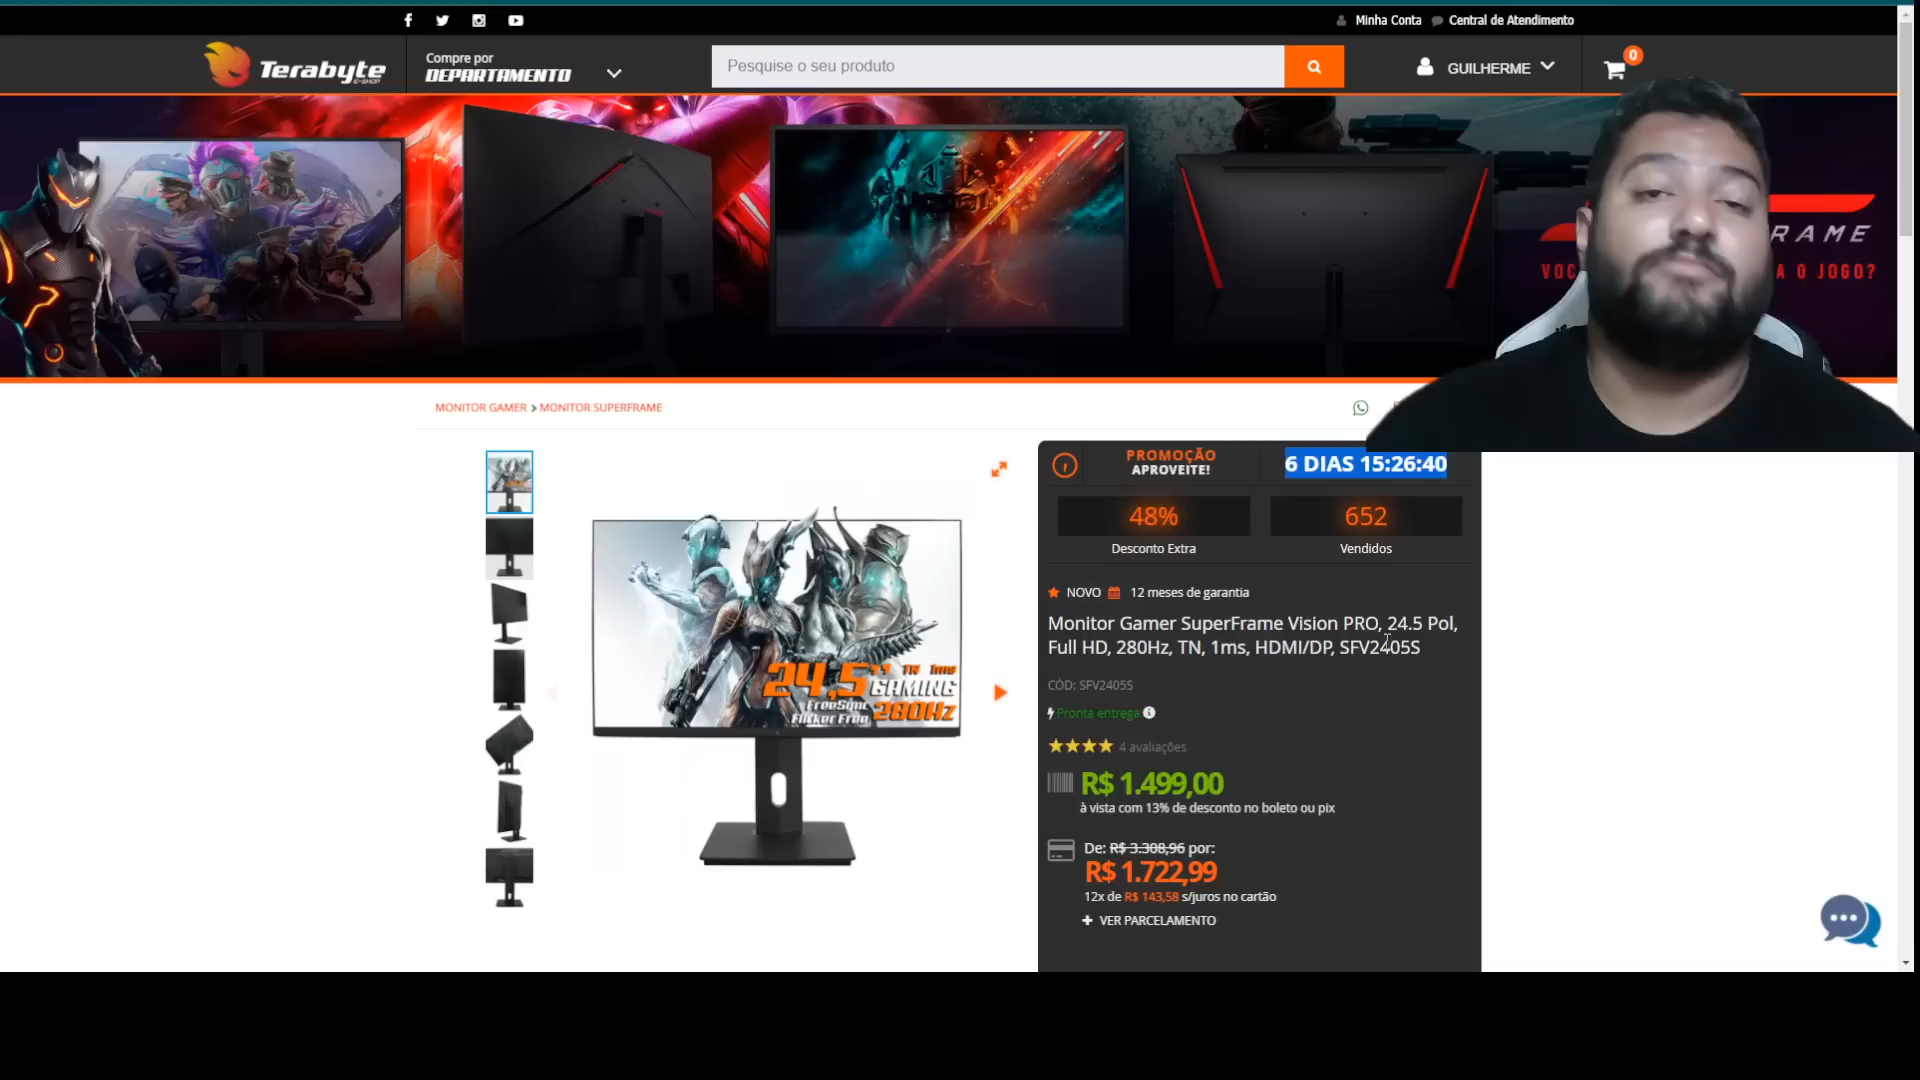 Minha Conta
Central de Atendimento
Terabyte
E-SHOP
Compre por
DEPARTAMENTO
Pesquise o seu produto
GUILHERME
0
RAME
VOC
A O JOGO?
MONITOR GAMER > MONITOR SUPERFRAME
PROMOÇÃO
APROVEITE!
6 DIAS 15:26:40
48%
652
Desconto Extra
Vendidos
NOVO
12 meses de garantia
Monitor Gamer SuperFrame Vision PRO, 24.5 Pol,
Full HD, 280Hz, TN, 1ms, HDMI/DP, SFV2405S
CÓD: SFV2405S
Pronta entrega
4 avaliações
R$ 1.499,00
à vista com 13% de desconto no boleto ou pix
De: R$ 3.308,96 por:
R$ 1.722,99
12x de R$ 143,58 s/juros no cartão
+ VER PARCELAMENTO
24,5" TN 1ms
GAMING
FreeSync
Flicker Free
280Hz